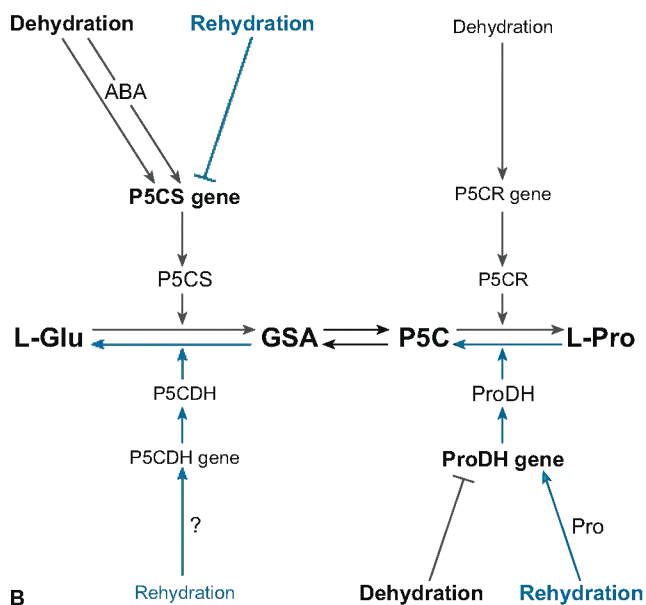 Dehydration
Rehydration
Dehydration
ABA
P5CS gene
P5CR gene
P5CS
P5CR
L-Glu
GSA
P5C
L-Pro
P5CDH
ProDH
P5CDH gene
ProDH gene
?
Pro
Rehydration
Dehydration
Rehydration
B